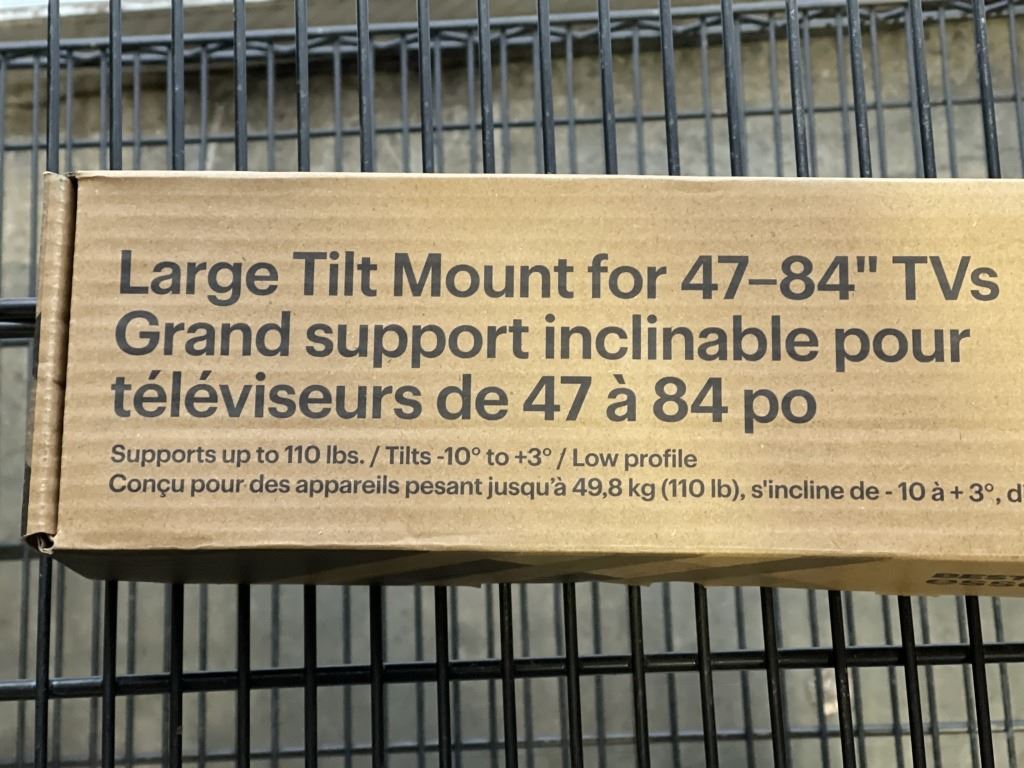 Large Tilt Mount for 47–84" TVs
Grand support inclinable pour
téléviseurs de 47 à 84 po
Supports up to 110 lbs. / Tilts -10° to +3° / Low profile
Conçu pour des appareils pesant jusqu'à 49,8 kg (110 lb), s'incline de - 10 à + 3°, d'
BEST